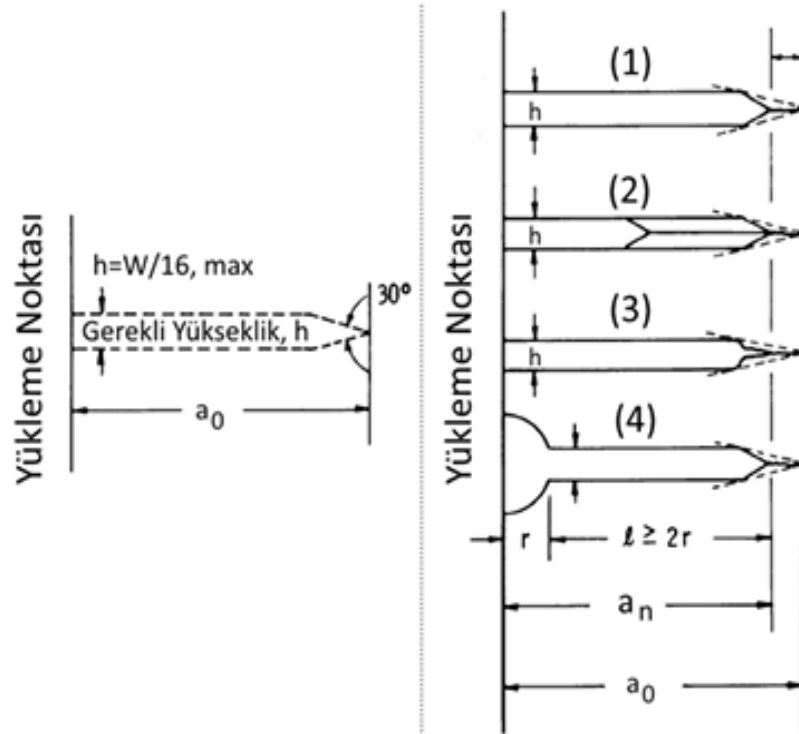 Yükleme Noktası
h=W/16, max
30°
Gerekli Yükseklik, h
a₀
Yükleme Noktası
(1)
h
(2)
h
(3)
h
(4)
r
ℓ ≥ 2r
aₙ
a₀